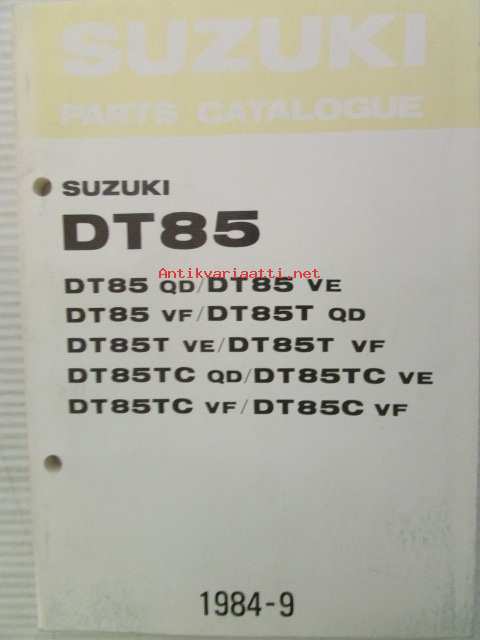 SUZUKI
PARTS CATALOGUE
SUZUKI
DT85
Antikvariaatti.net
DT85 QD/DT85 VE
DT85 VF/DT85T QD
DT85T VE/DT85T VF
DT85TC QD/DT85TC VE
DT85TC VF/DT85C VF
1984-9